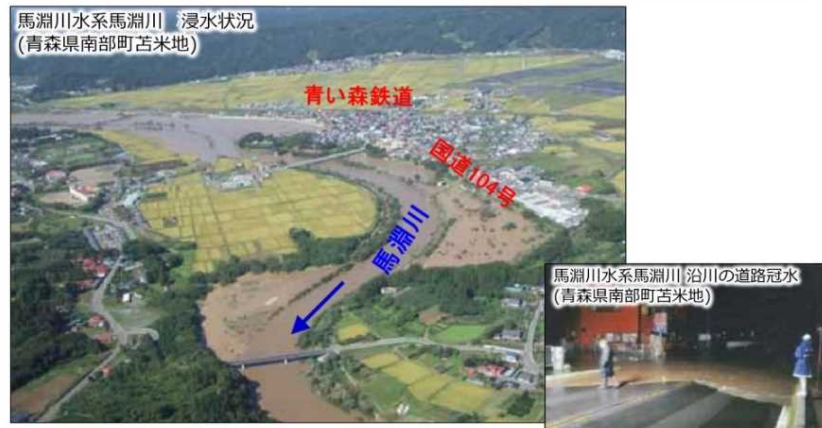 馬淵川水系馬淵川　浸水状況
(青森県南部町苫米地)
青い森鉄道
国道104号
馬淵川
馬淵川水系馬淵川 沿川の道路冠水
(青森県南部町苫米地)